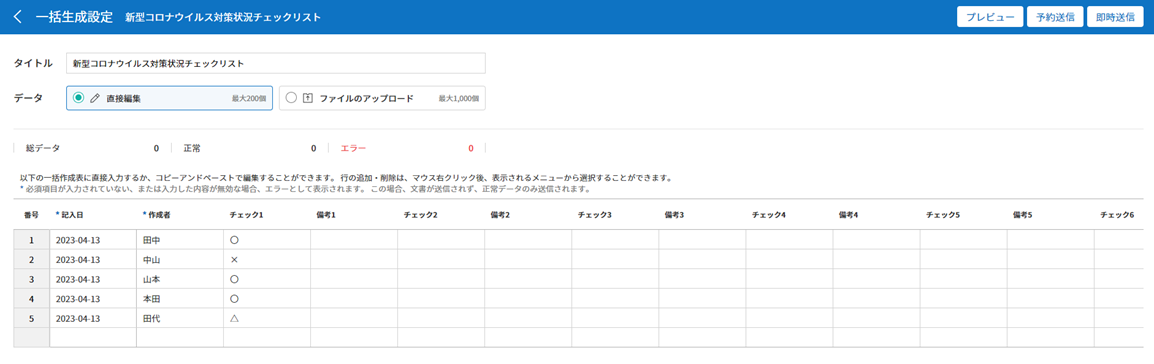 一括生成設定 新型コロナウイルス対策状況チェックリスト プレビュー 予約送信 即時送信
タイトル 新型コロナウイルス対策状況チェックリスト
データ 直接編集 最大200個 ファイルのアップロード 最大1,000個
総データ 0 正常 0 エラー 0
以下の一括作成表に直接入力するか、コピーアンドペーストで編集することができます。 行の追加・削除は、マウス右クリック後、表示されるメニューから選択することができます。
* 必須項目が入力されていない、または入力した内容が無効な場合、エラーとして表示されます。 この場合、文書が送信されず、正常データのみ送信されます。
番号 * 記入日 * 作成者 チェック1 備考1 チェック2 備考2 チェック3 備考3 チェック4 備考4 チェック5 備考5 チェック6
1 2023-04-13 田中 〇
2 2023-04-13 中山 ×
3 2023-04-13 山本 〇
4 2023-04-13 本田 〇
5 2023-04-13 田代 △